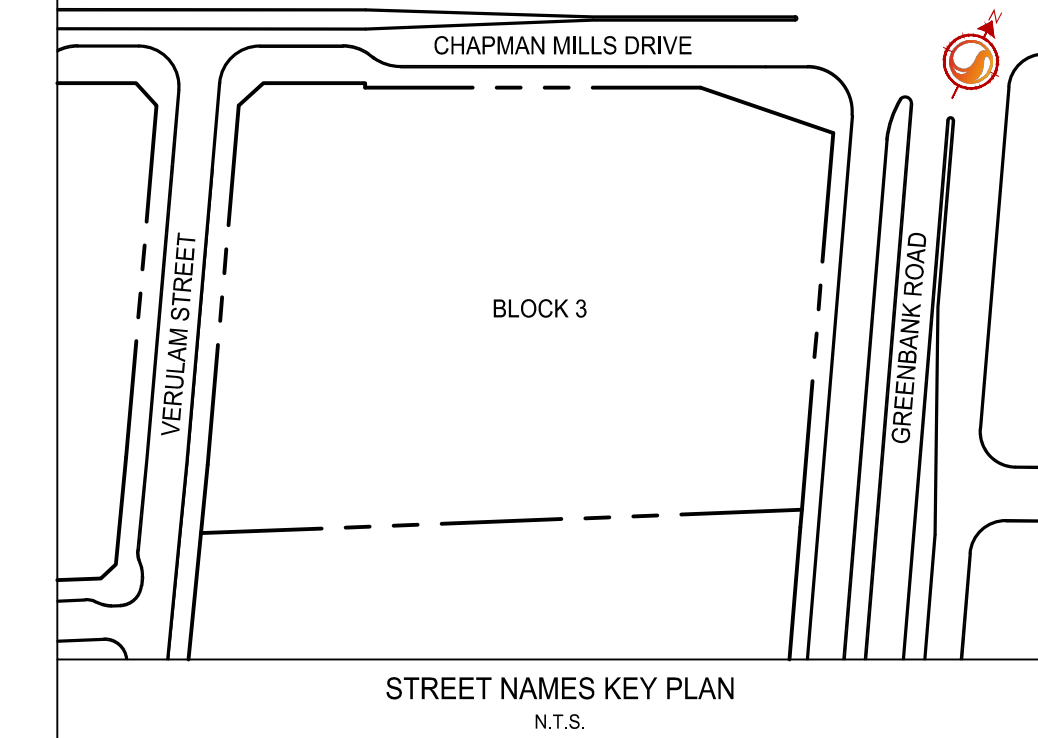 CHAPMAN MILLS DRIVE
N
VERULAM STREET
GREENBANK ROAD
BLOCK 3
STREET NAMES KEY PLAN
N.T.S.